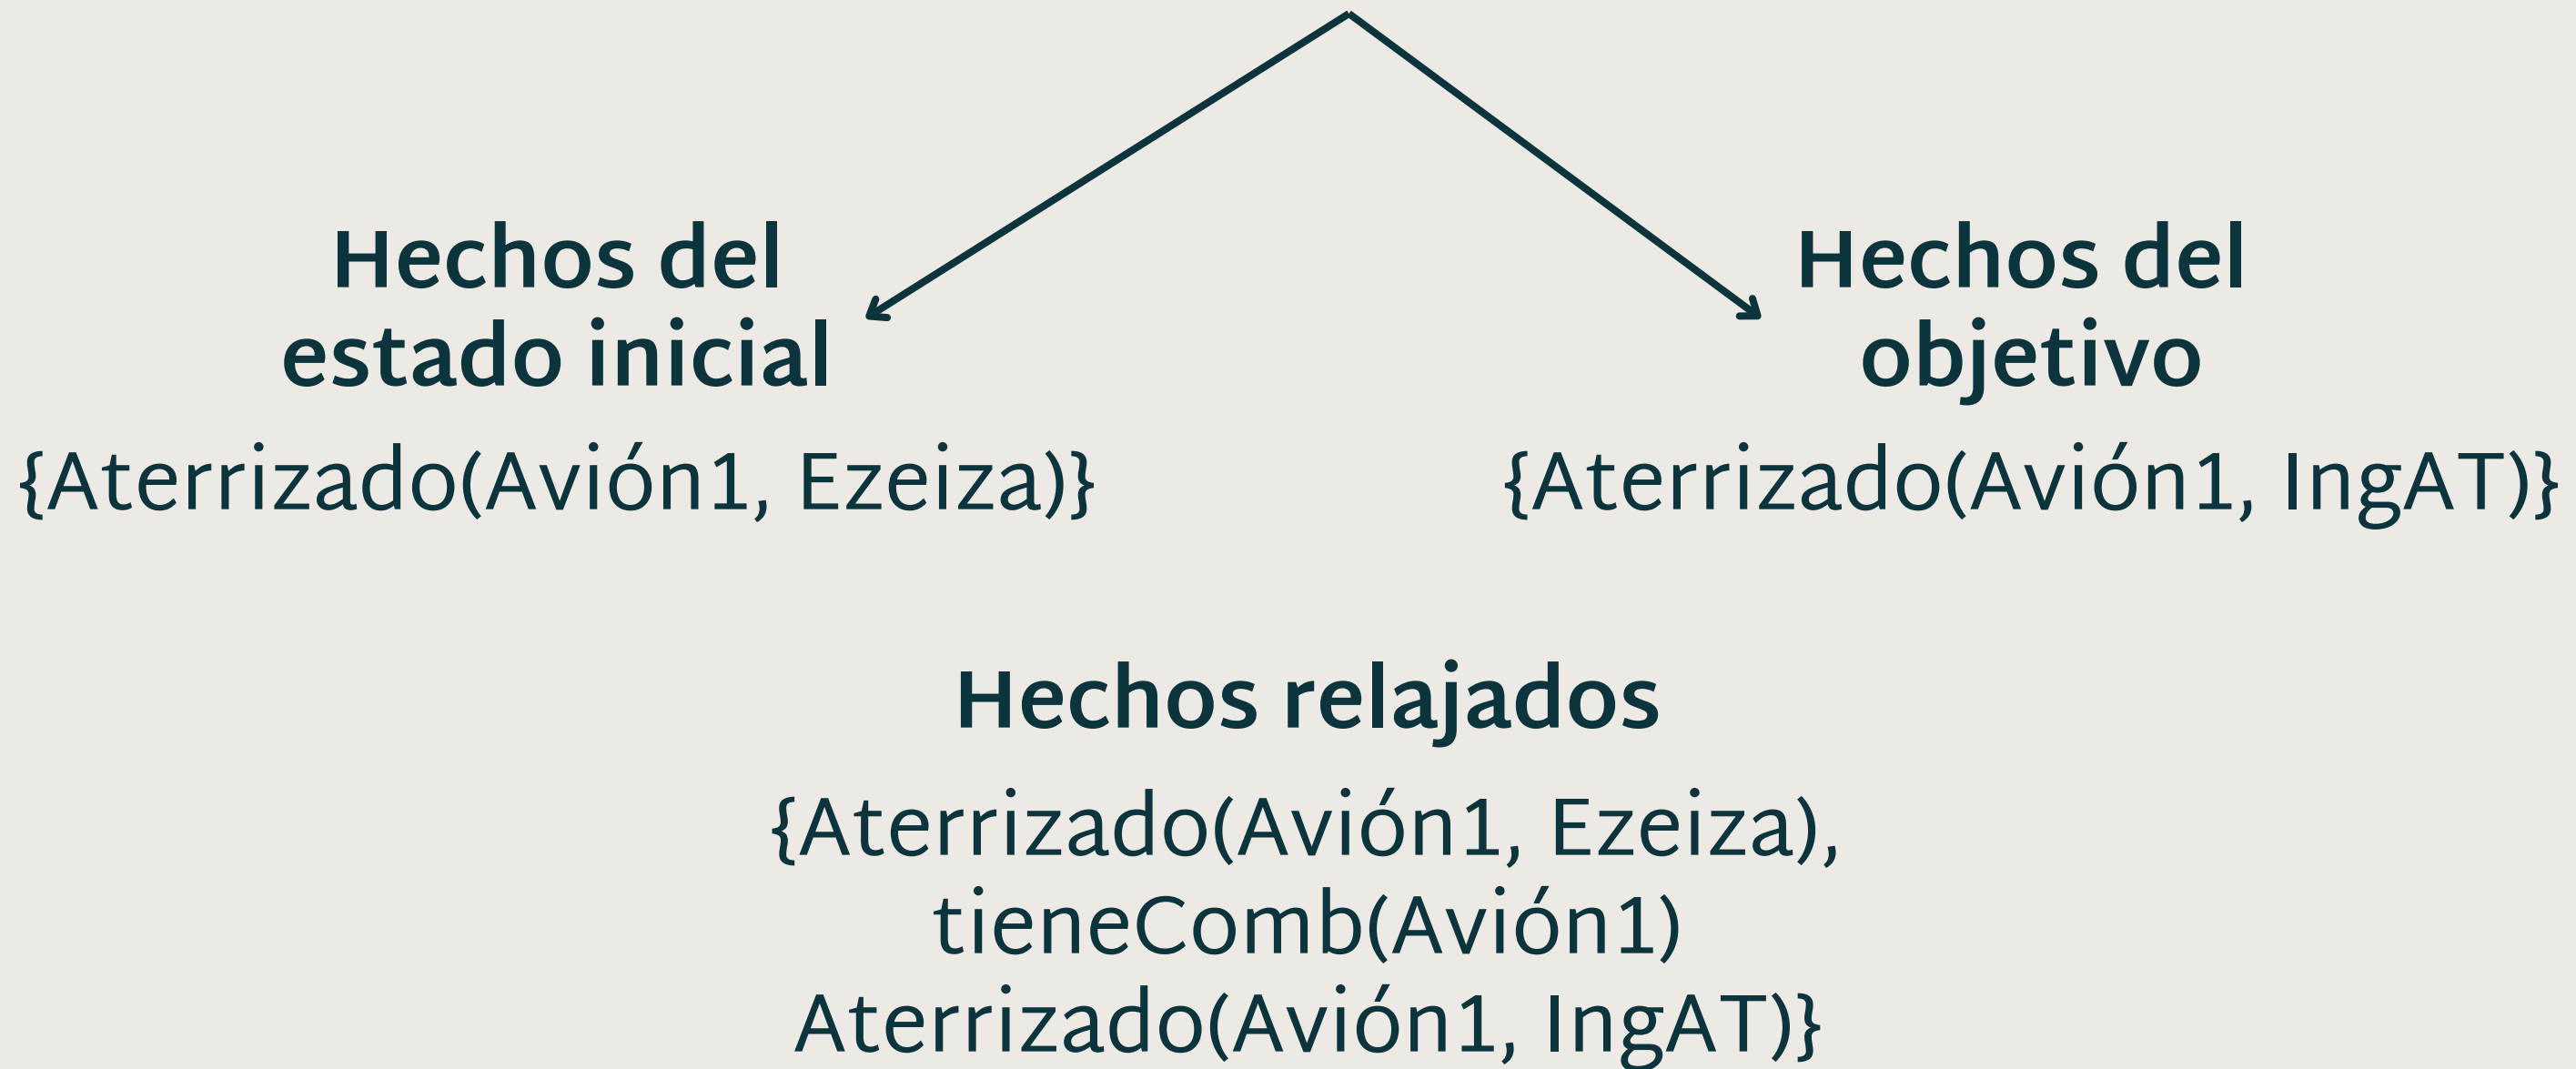 Hechos del
estado inicial
{Aterrizado(Avión1, Ezeiza)}
Hechos del
objetivo
{Aterrizado(Avión1, IngAT)}
Hechos relajados
{Aterrizado(Avión1, Ezeiza),
tieneComb(Avión1)
Aterrizado(Avión1, IngAT)}